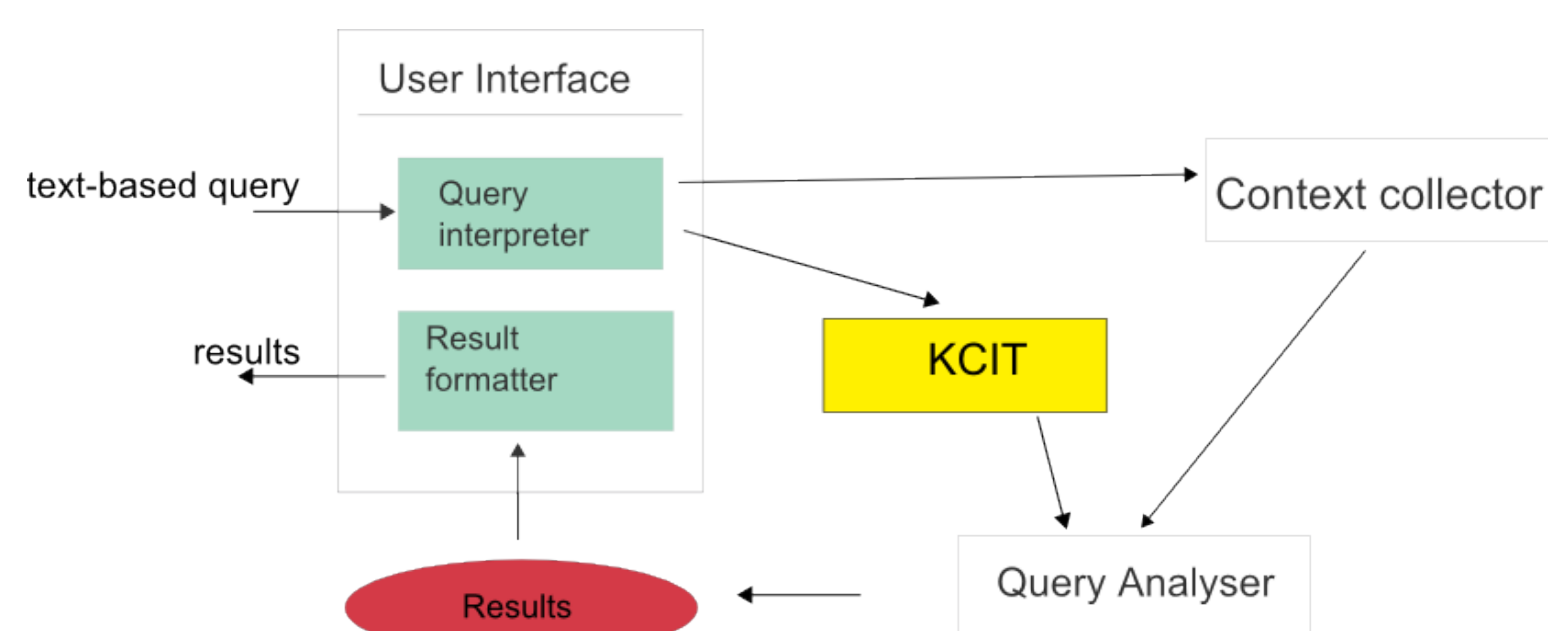 User Interface
text-based query
Query
interpreter
Context collector
Result
formatter
results
KCIT
Query Analyser
Results